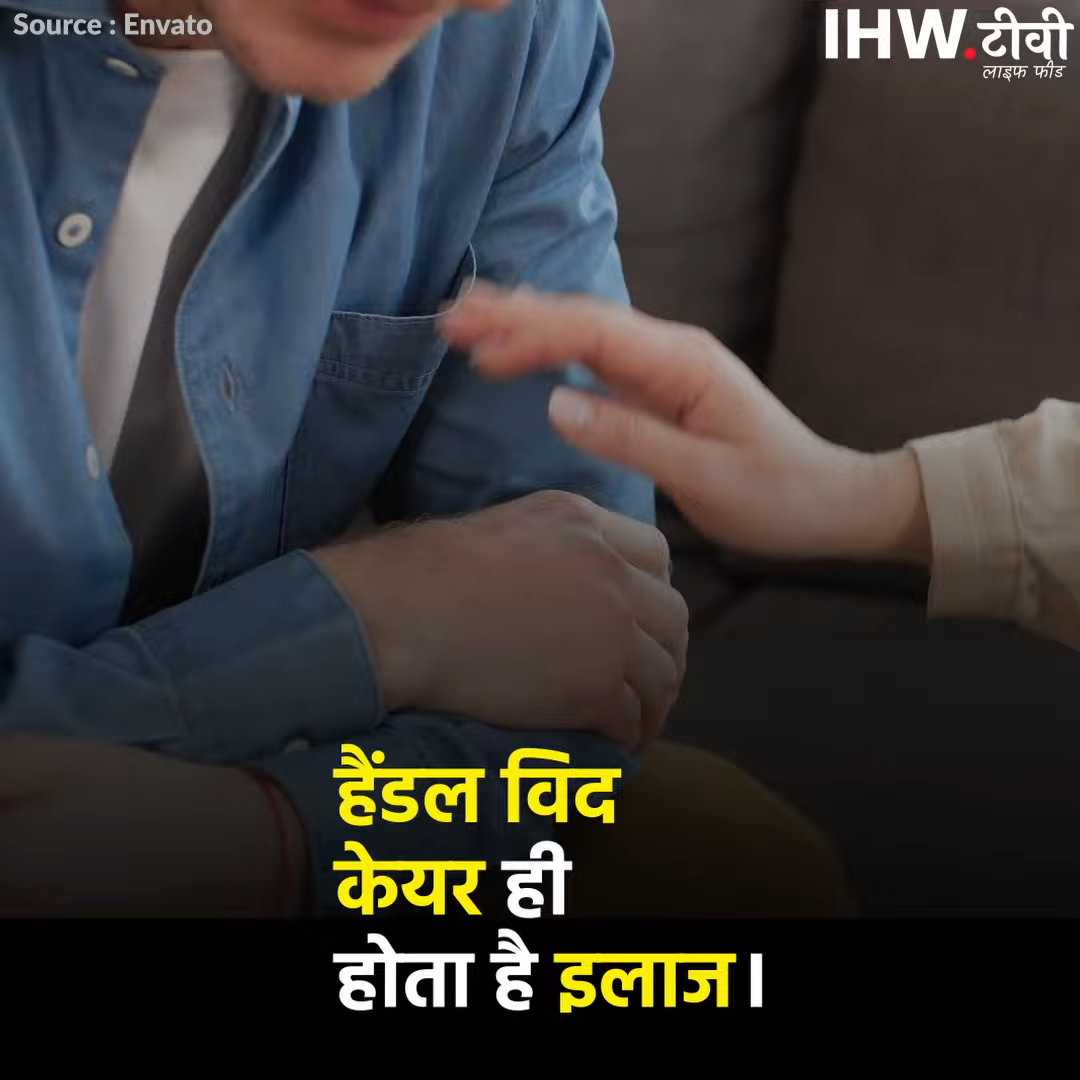 Source : Envato
IHW.टीवी
लाइफ फीड
हैंडल विद
केयर ही
होता है इलाज।